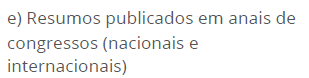 e) Resumos publicados em anais de
congressos (nacionais e
internacionais)